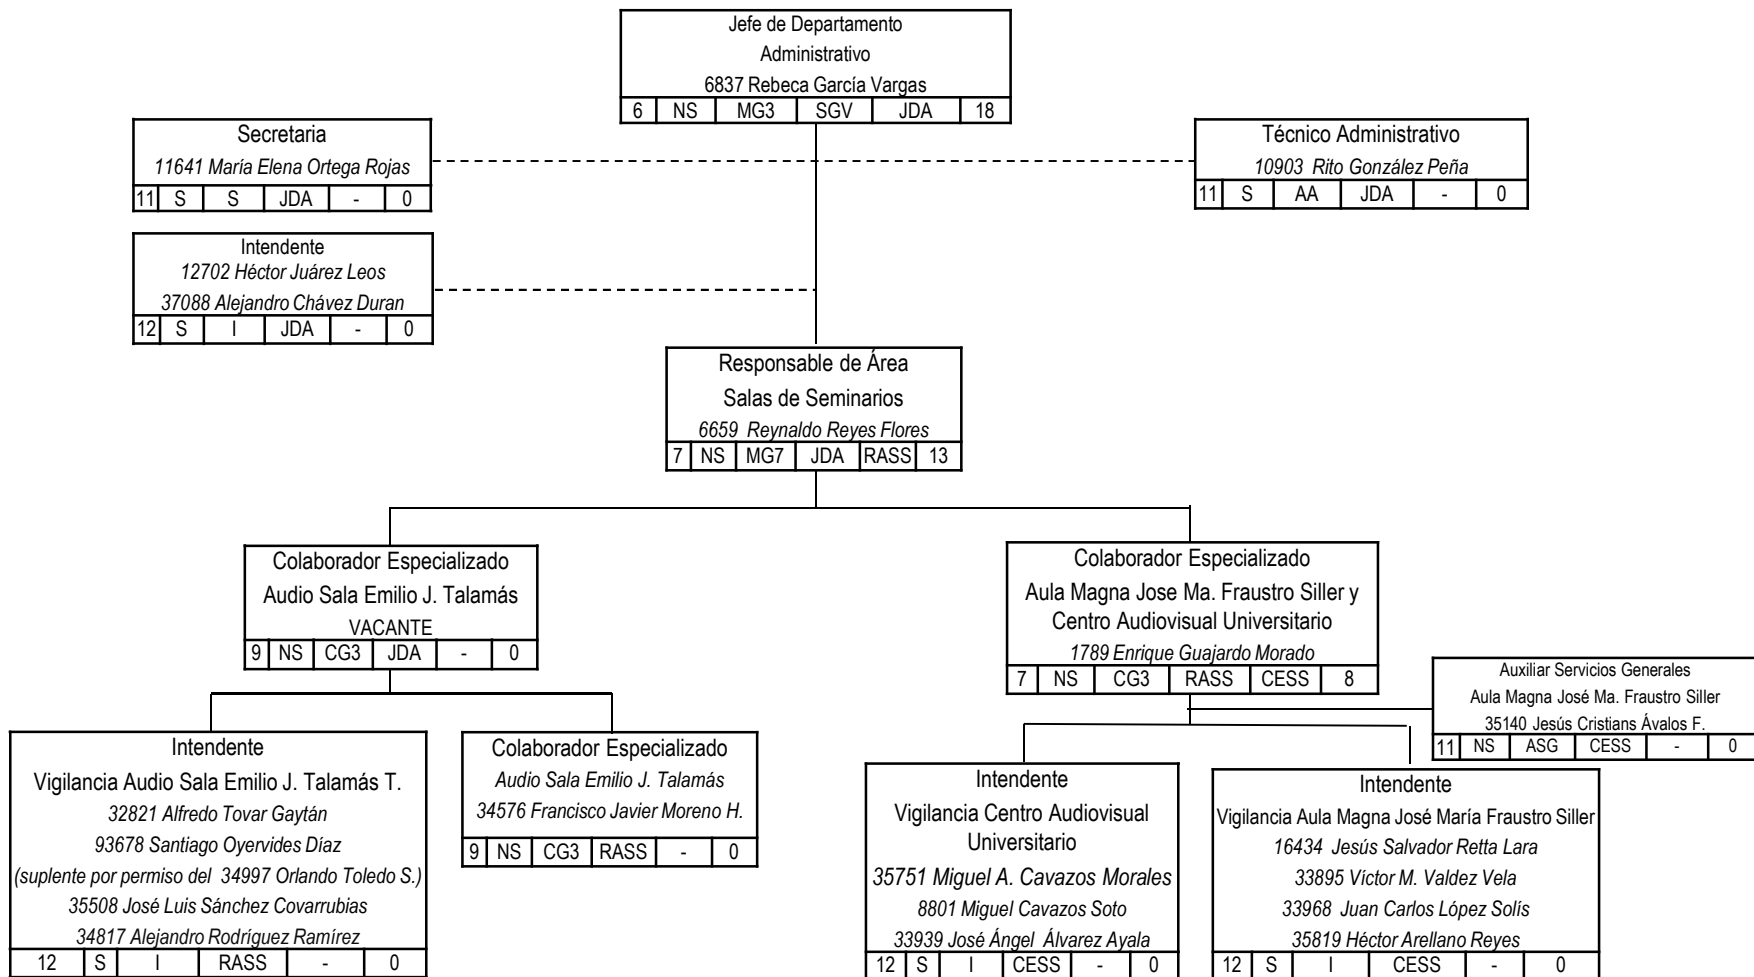 Jefe de Departamento
Administrativo
6837 Rebeca García Vargas
6 NS MG3 SGV JDA 18
Secretaria
11641 Maria Elena Ortega Rojas
11 S S JDA - 0
Técnico Administrativo
10903 Rito González Peña
11 S AA JDA - 0
Intendente
12702 Héctor Juárez Leos
37088 Alejandro Chávez Duran
12 S I JDA - 0
Responsable de Área
Salas de Seminarios
6659 Reynaldo Reyes Flores
7 NS MG7 JDA RASS 13
Colaborador Especializado
Audio Sala Emilio J. Talamás
VACANTE
9 NS CG3 JDA - 0
Colaborador Especializado
Aula Magna Jose Ma. Fraustro Siller y
Centro Audiovisual Universitario
1789 Enrique Guajardo Morado
7 NS CG3 RASS CESS 8
Auxiliar Servicios Generales
Aula Magna José Ma. Fraustro Siller
35140 Jesús Cristians Ávalos F.
11 NS ASG CESS - 0
Intendente
Vigilancia Audio Sala Emilio J. Talamás T.
32821 Alfredo Tovar Gaytán
93678 Santiago Oyervides Díaz
(suplente por permiso del 34997 Orlando Toledo S.)
35508 José Luis Sánchez Covarrubias
34817 Alejandro Rodríguez Ramírez
12 S I RASS - 0
Colaborador Especializado
Audio Sala Emilio J. Talamás
34576 Francisco Javier Moreno H.
9 NS CG3 RASS - 0
Intendente
Vigilancia Centro Audiovisual
Universitario
35751 Miguel A. Cavazos Morales
8801 Miguel Cavazos Soto
33939 José Ángel Álvarez Ayala
12 S I CESS - 0
Intendente
Vigilancia Aula Magna José María Fraustro Siller
16434 Jesús Salvador Retta Lara
33895 Victor M. Valdez Vela
33968 Juan Carlos López Solís
35819 Héctor Arellano Reyes
12 S I CESS - 0